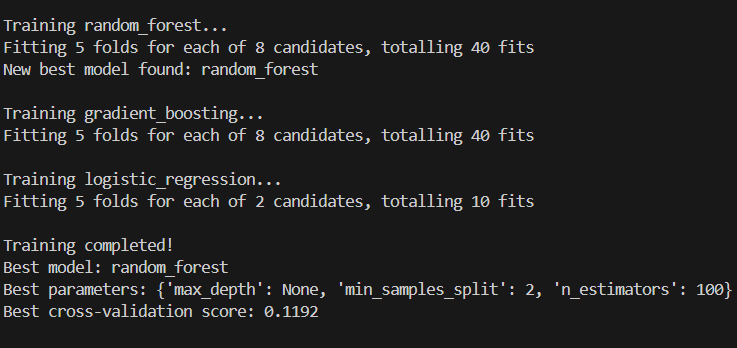 Training random_forest...
Fitting 5 folds for each of 8 candidates, totalling 40 fits
New best model found: random_forest
Training gradient_boosting...
Fitting 5 folds for each of 8 candidates, totalling 40 fits
Training logistic_regression...
Fitting 5 folds for each of 2 candidates, totalling 10 fits
Training completed!
Best model: random_forest
Best parameters: {'max_depth': None, 'min_samples_split': 2, 'n_estimators': 100}
Best cross-validation score: 0.1192